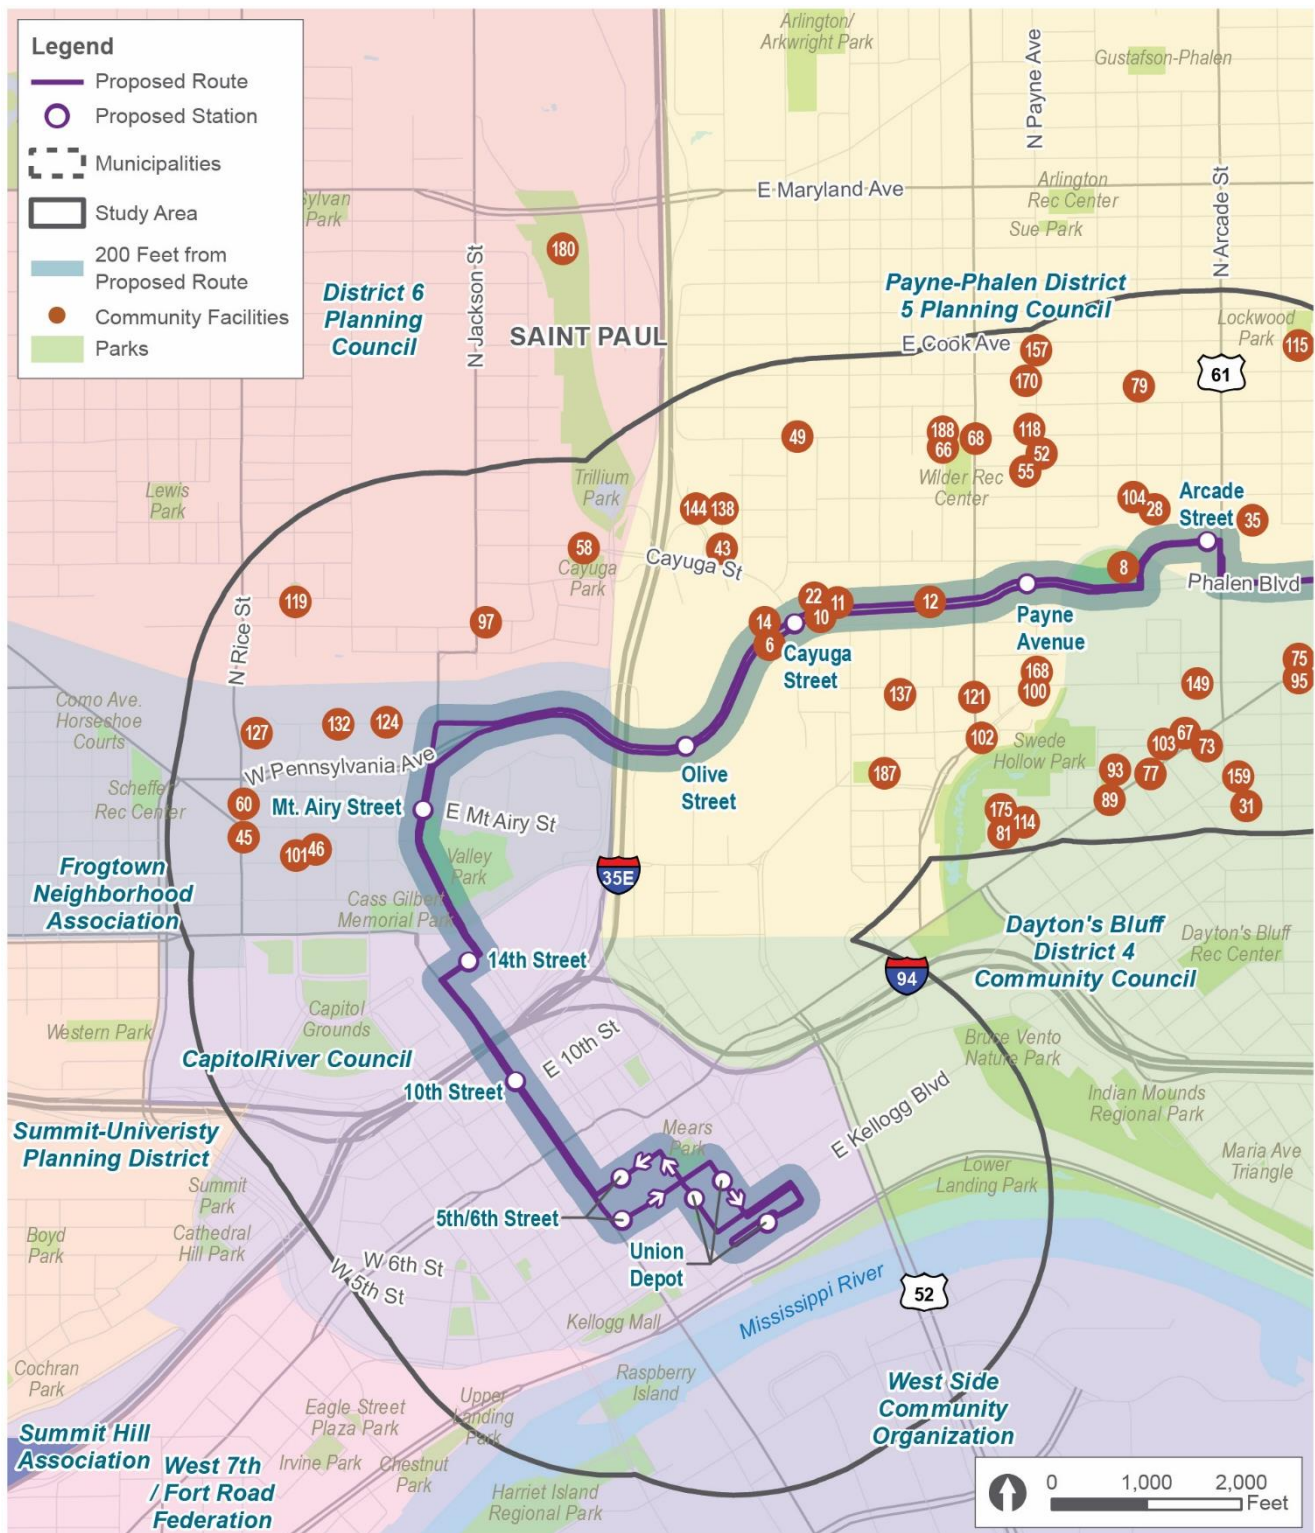 Legend
Proposed Route
Proposed Station
Municipalities
Study Area
200 Feet from
Proposed Route
Community Facilities
Parks
Arlington/
Arkwright Park
N Payne Ave
Gustafson-Phalen
E Maryland Ave
Arlington
Rec Center
Sue Park
N Arcade St
Sylvan
Park
180
N Jackson St
District 6
Planning
Council
SAINT PAUL
Payne-Phalen District
5 Planning Council
E Cook Ave
Lockwood
Park
115
61
157
170
79
49
188
66
68
118
52
55
Wilder Rec
Center
Trillium
Park
Lewis
Park
144
138
104
28
Arcade
Street
35
58
43
Cayuga St
Cayuga
Park
8
Phalen Blvd
119
97
22
11
10
12
14
6
Cayuga
Street
Payne
Avenue
N Rice St
168
100
75
95
149
137
121
102
Como Ave.
Horseshoe
Courts
127
132
124
W Pennsylvania Ave
Olive
Street
Swede
Hollow Park
67
103
73
187
93
77
159
89
31
Scheffe
Rec Center
60
Mt. Airy Street
E Mt Airy St
45
101
46
175
114
81
Valley
Park
35E
Frogtown
Neighborhood
Association
Cass Gilbert
Memorial Park
Dayton's Bluff
District 4
Community Council
Dayton's Bluff
Rec Center
14th Street
94
Capitol
Grounds
Western Park
CapitolRiver Council
E 10th St
Bruce Vento
Nature Park
10th Street
E Kellogg Blvd
Indian Mounds
Regional Park
Summit-Univeristy
Planning District
Mears
Park
Maria Ave
Triangle
Lower
Landing Park
Summit
Park
5th/6th Street
Boyd
Park
Cathedral
Hill Park
Union
Depot
W 6th St
W 5th St
Mississippi River
52
Kellogg Mall
Cochran
Park
Raspberry
Island
West Side
Community
Organization
Upper
Landing
Park
Eagle Street
Plaza Park
Summit Hill
Association
Irvine Park
Chestnut
Park
West 7th
/ Fort Road
Federation
Harriet Island
Regional Park
0 1,000 2,000
Feet